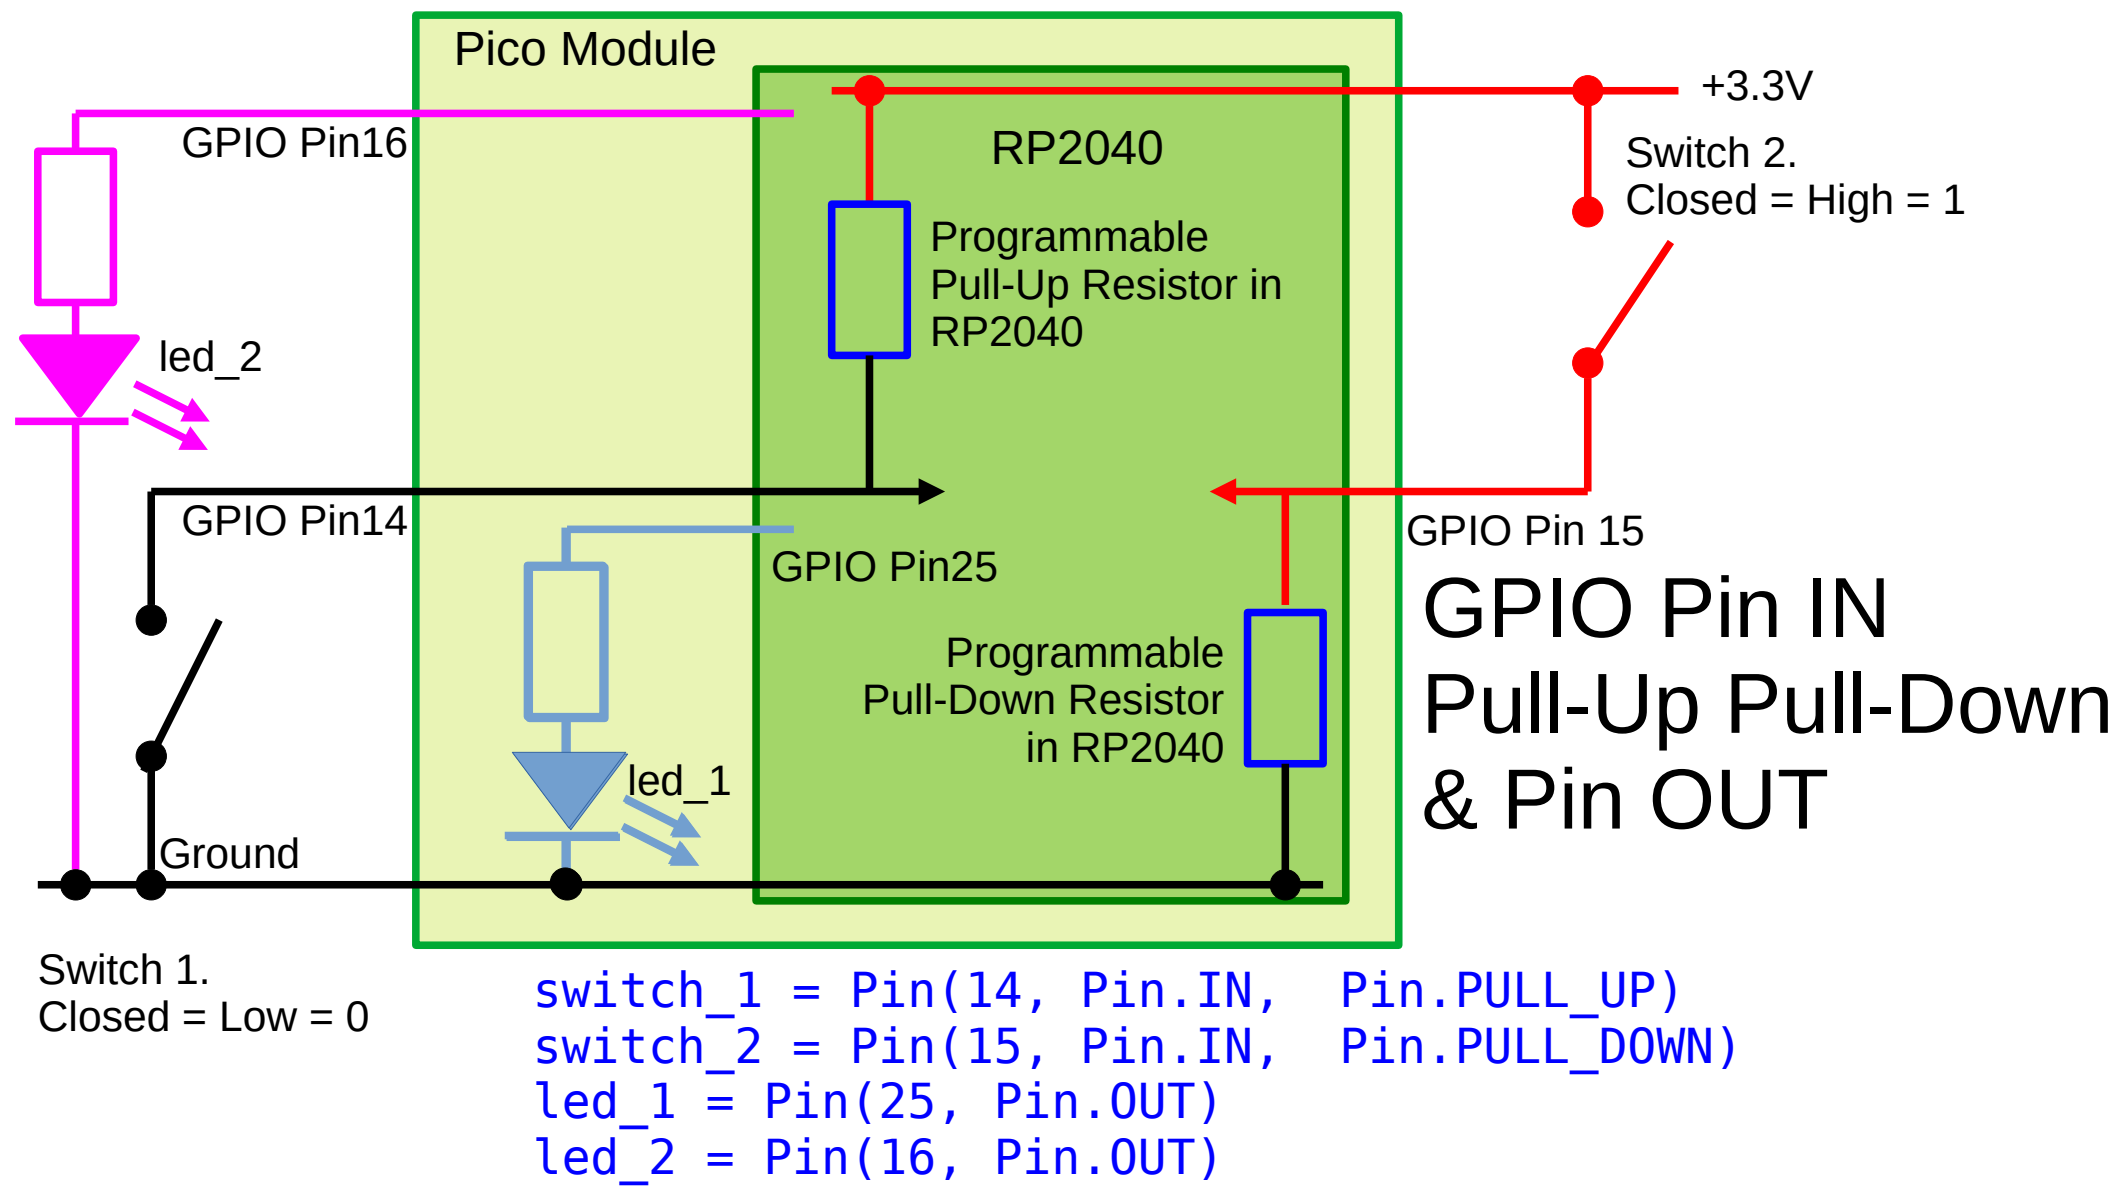 Pico Module
+3.3V
GPIO Pin16
RP2040
Switch 2.
Closed = High = 1
Programmable
Pull-Up Resistor in
RP2040
led_2
GPIO Pin14
GPIO Pin 15
GPIO Pin25
GPIO Pin IN
Pull-Up Pull-Down
& Pin OUT
Programmable
Pull-Down Resistor
in RP2040
led_1
Ground
Switch 1.
Closed = Low = 0
switch_1 = Pin(14, Pin.IN,  Pin.PULL_UP)
switch_2 = Pin(15, Pin.IN,  Pin.PULL_DOWN)
led_1 = Pin(25, Pin.OUT)
led_2 = Pin(16, Pin.OUT)